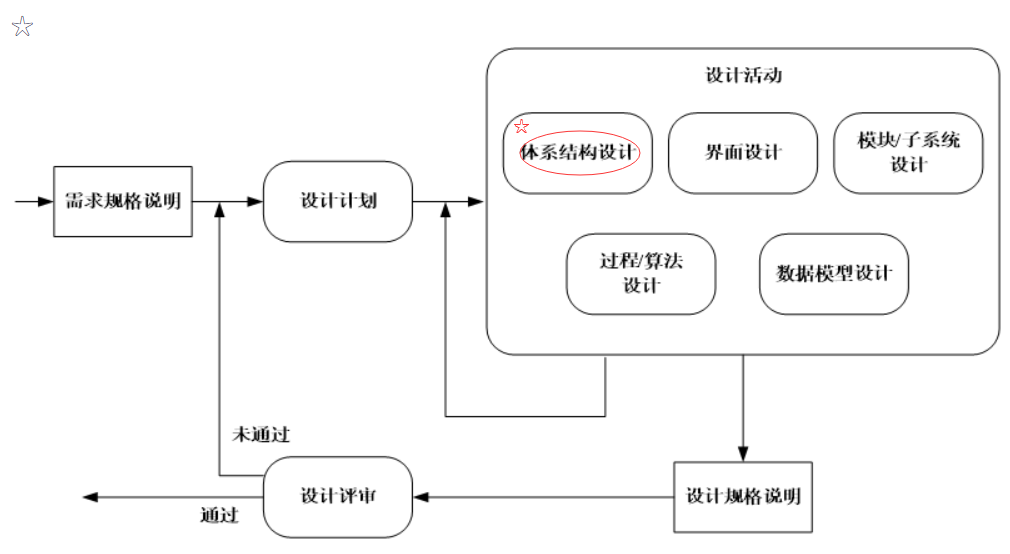 设计活动
体系结构设计
界面设计
模块/子系统
设计
需求规格说明
设计计划
过程/算法
设计
数据模型设计
未通过
设计评审
设计规格说明
通过